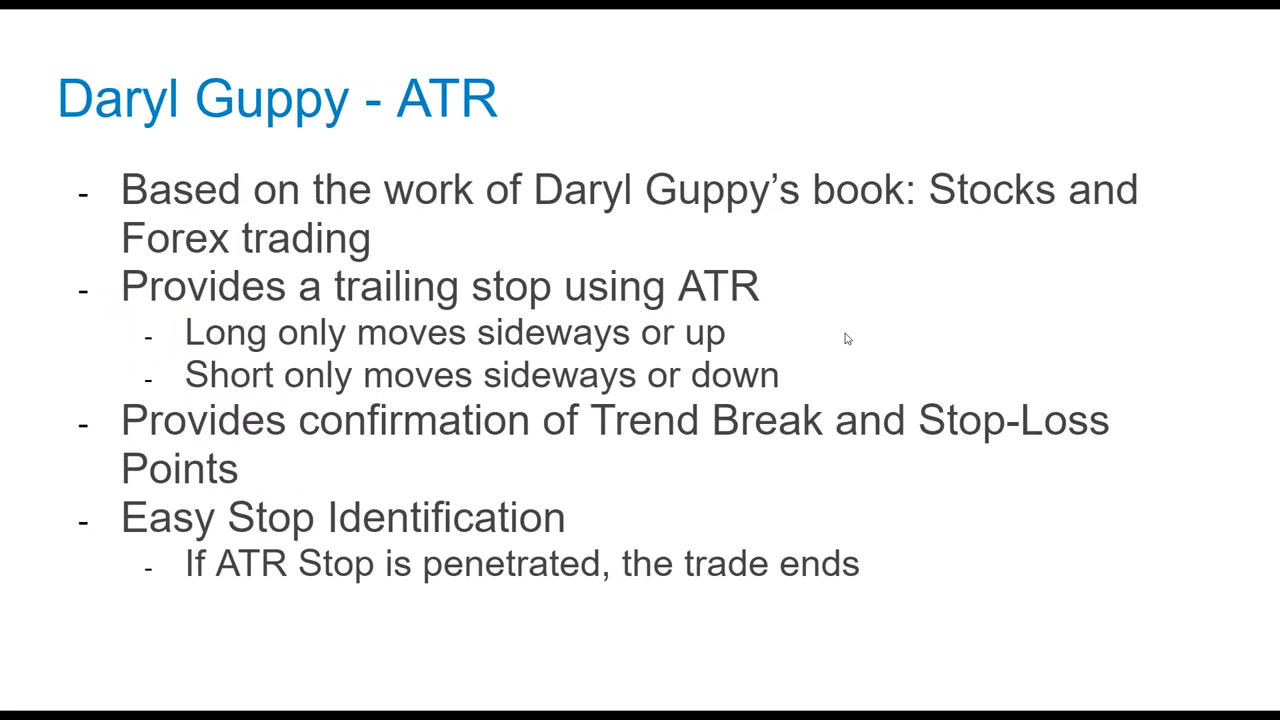 Daryl Guppy - ATR
- Based on the work of Daryl Guppy’s book: Stocks and
Forex trading
- Provides a trailing stop using ATR
- Long only moves sideways or up
- Short only moves sideways or down
- Provides confirmation of Trend Break and Stop-Loss
Points
- Easy Stop Identification
- If ATR Stop is penetrated, the trade ends